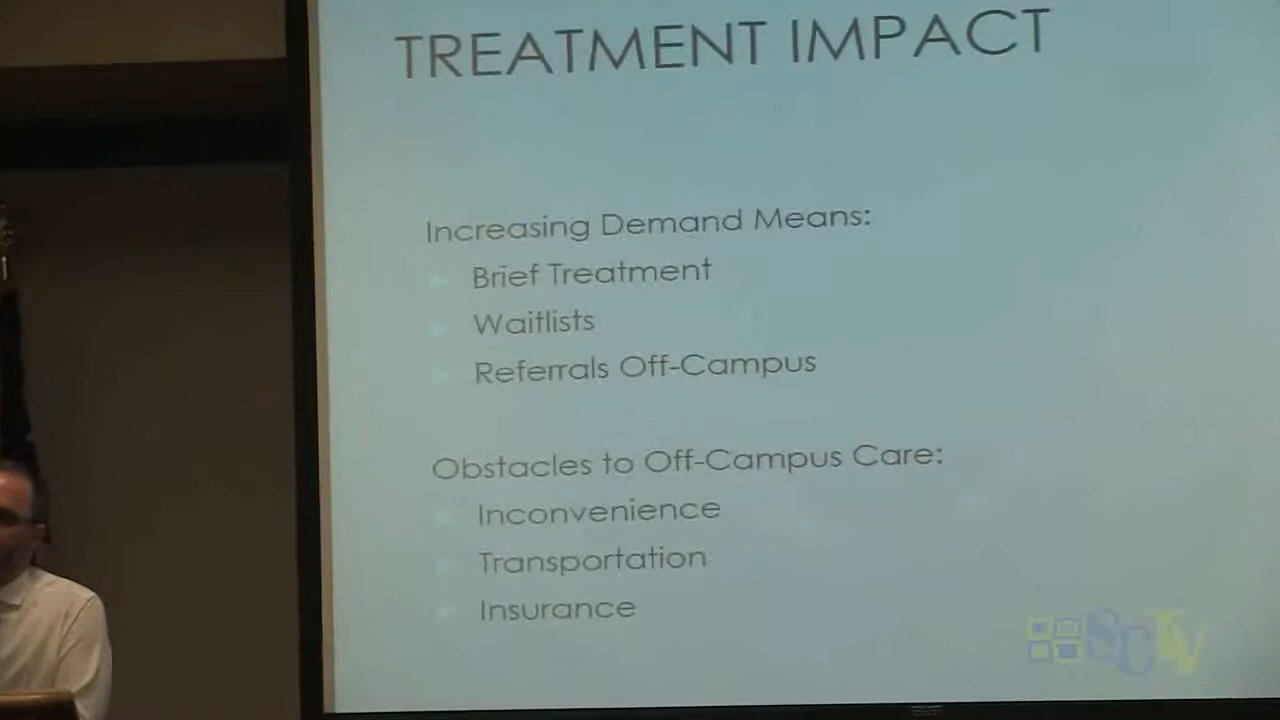 TREATMENT IMPACT
Increasing Demand Means:
Brief Treatment
Waitlists
Referrals Off-Campus
Obstacles to Off-Campus Care:
Inconvenience
Transportation
Insurance
SCTV